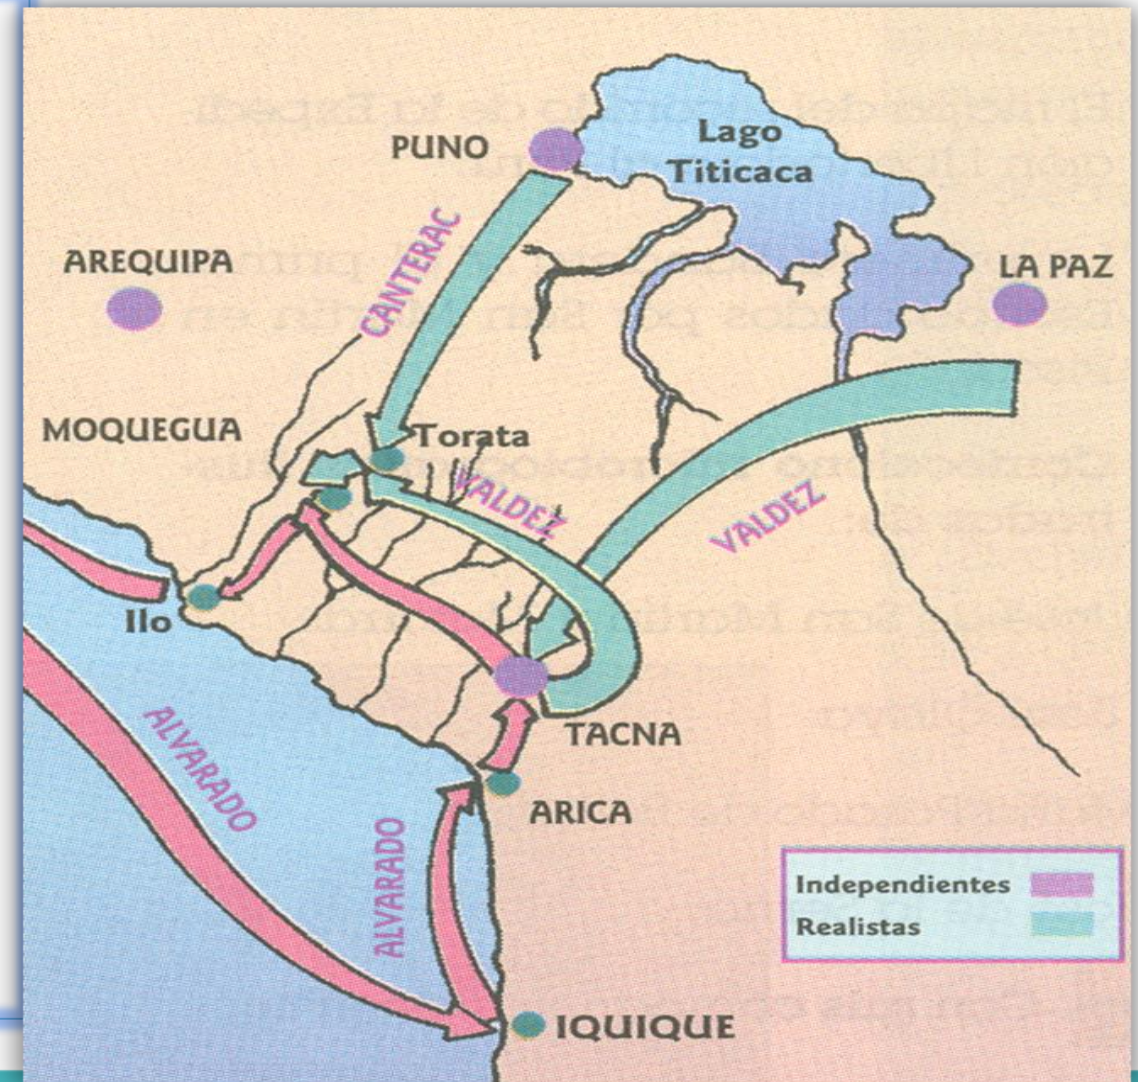 PUNO
Lago
Titicaca
CANTERAC
AREQUIPA
LA PAZ
MOQUEGUA
Torata
VALDEZ
VALDEZ
Ilo
TACNA
ALVARADO
ALVARADO
ARICA
Independientes
Realistas
IQUIQUE